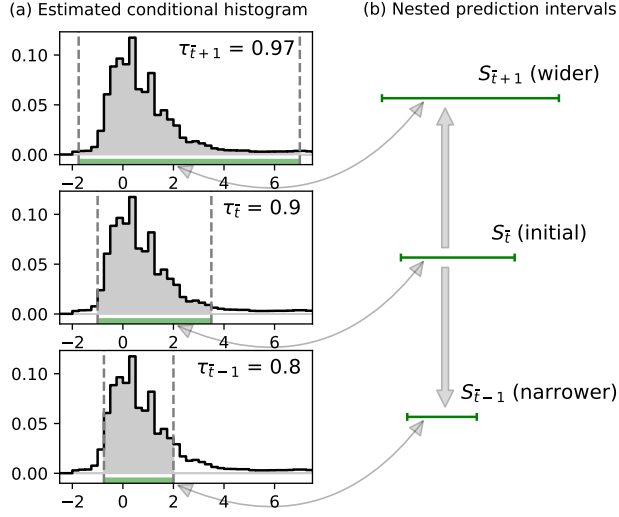 (a) Estimated conditional histogram
(b) Nested prediction intervals
τ_{t̄+1} = 0.97
0.10
0.05
0.00
−2 0 2 4 6
S_{t̄+1} (wider)
τ_{t̄} = 0.9
0.10
0.05
0.00
−2 0 2 4 6
S_{t̄} (initial)
τ_{t̄−1} = 0.8
0.10
0.05
0.00
−2 0 2 4 6
S_{t̄−1} (narrower)